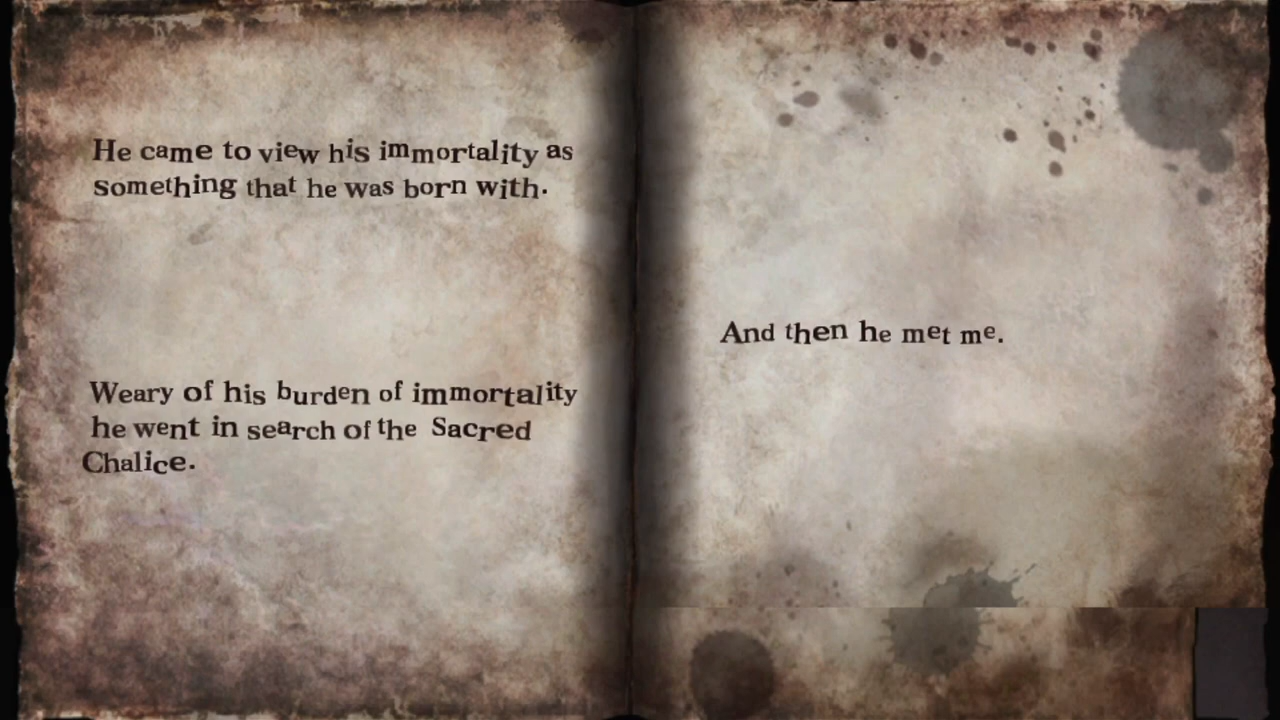 He came to view his immortality as
something that he was born with.
Weary of his burden of immortality
he went in search of the Sacred
Chalice.
And then he met me.